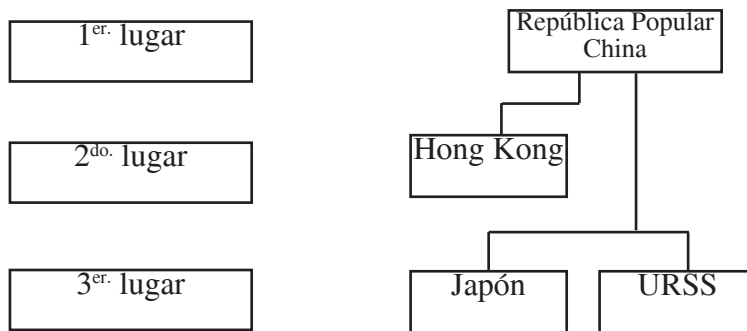 1er. lugar
República Popular
China
2do. lugar
Hong Kong
3er. lugar
Japón
URSS